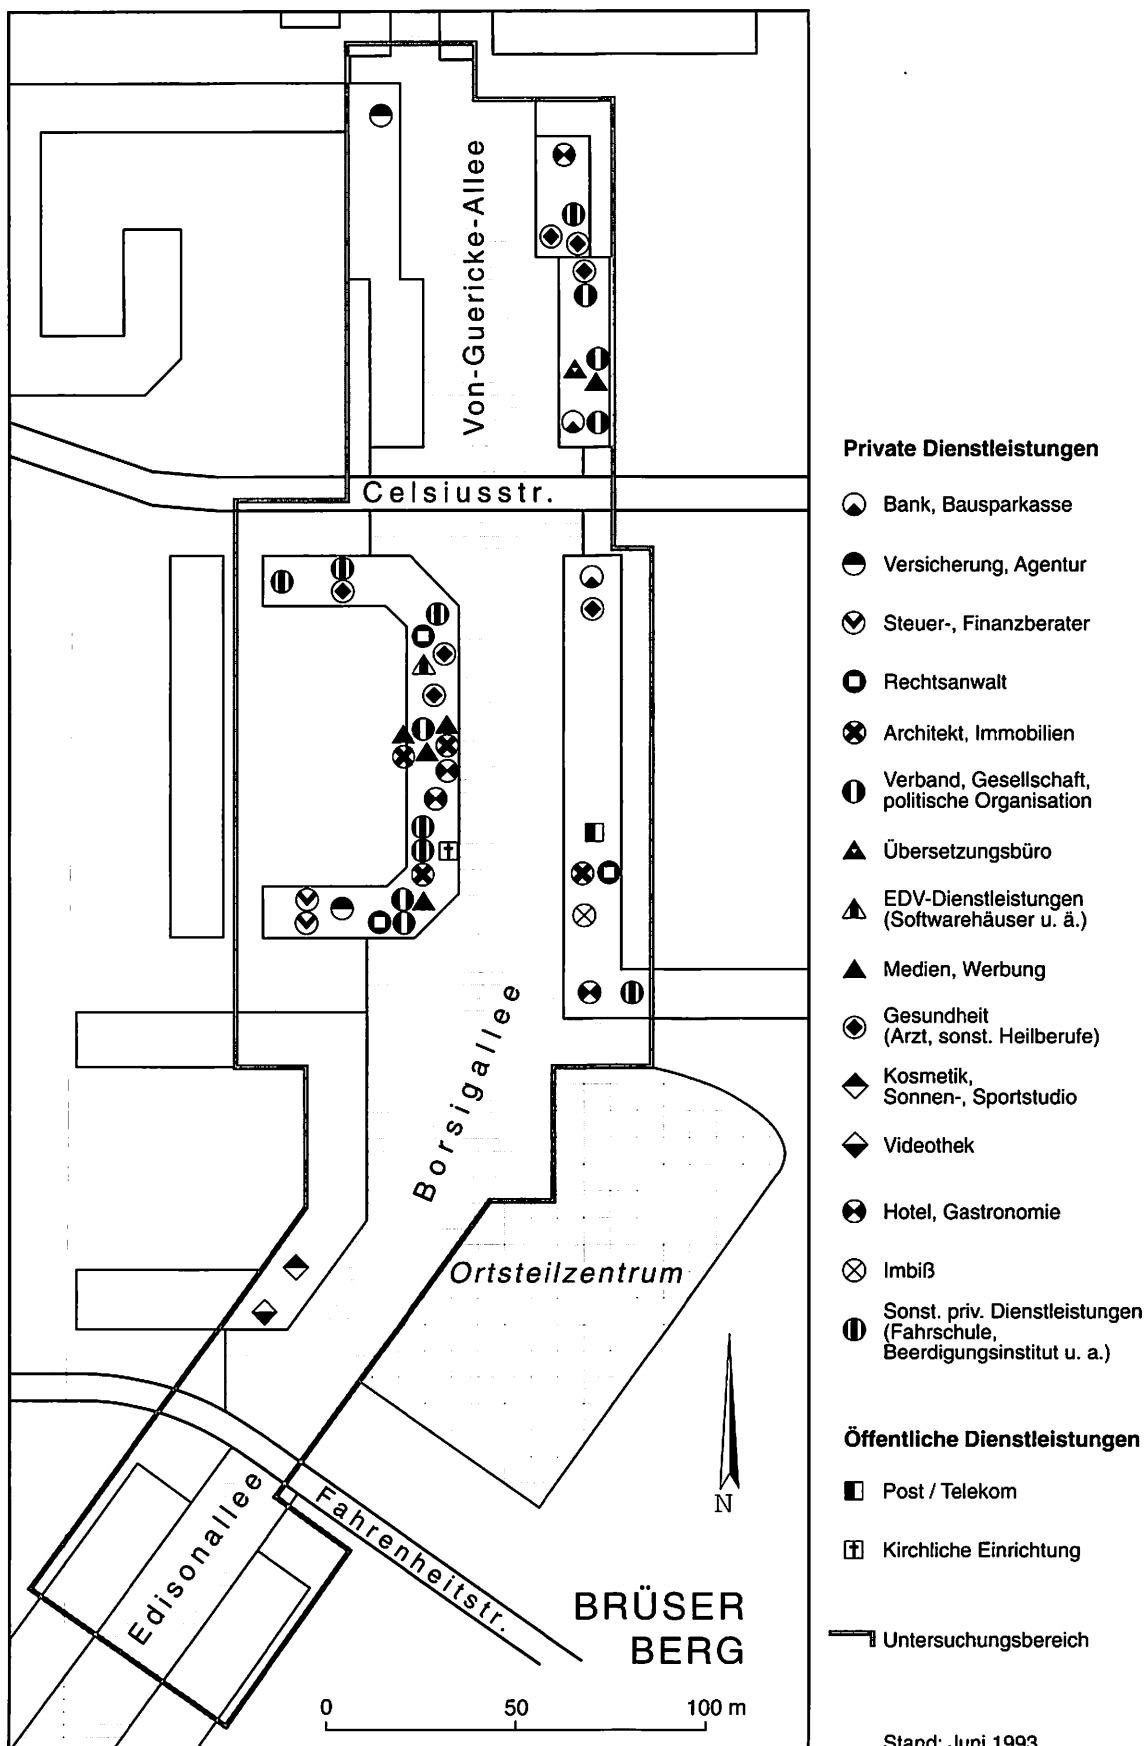 Von-Guericke-Allee
Celsiusstr.
Borsigallee
Ortsteilzentrum
N
Edisonallee
Fahrenheitstr.
BRÜSER
BERG
0 50 100 m
Private Dienstleistungen
Bank, Bausparkasse
Versicherung, Agentur
Steuer-, Finanzberater
Rechtsanwalt
Architekt, Immobilien
Verband, Gesellschaft,
politische Organisation
Übersetzungsbüro
EDV-Dienstleistungen
(Softwarehäuser u. ä.)
Medien, Werbung
Gesundheit
(Arzt, sonst. Heilberufe)
Kosmetik,
Sonnen-, Sportstudio
Videothek
Hotel, Gastronomie
Imbiß
Sonst. priv. Dienstleistungen
(Fahrschule,
Beerdigungsinstitut u. a.)
Öffentliche Dienstleistungen
Post / Telekom
Kirchliche Einrichtung
Untersuchungsbereich
Stand: Juni 1993